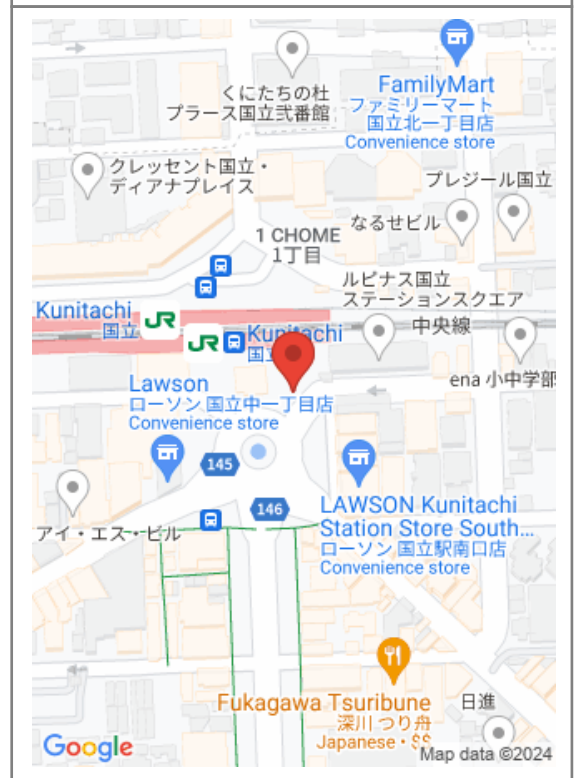 くにたちの杜
プラース国立弐番館
FamilyMart
ファミリーマート
国立北一丁目店
Convenience store
クレッセント国立・
ディアナプレイス
プレジール国立
なるせビル
1 CHOME
1丁目
ルピナス国立
ステーションスクエア
Kunitachi
国立
JR
JR
Kunitachi
中央線
ena 小中学部
Lawson
ローソン 国立中一丁目店
Convenience store
145
146
アイ・エス・ビル
LAWSON Kunitachi
Station Store South...
ローソン 国立駅南口店
Convenience store
Fukagawa Tsuribune
深川 つり舟
Japanese • $$
日進
Google
Map data ©2024